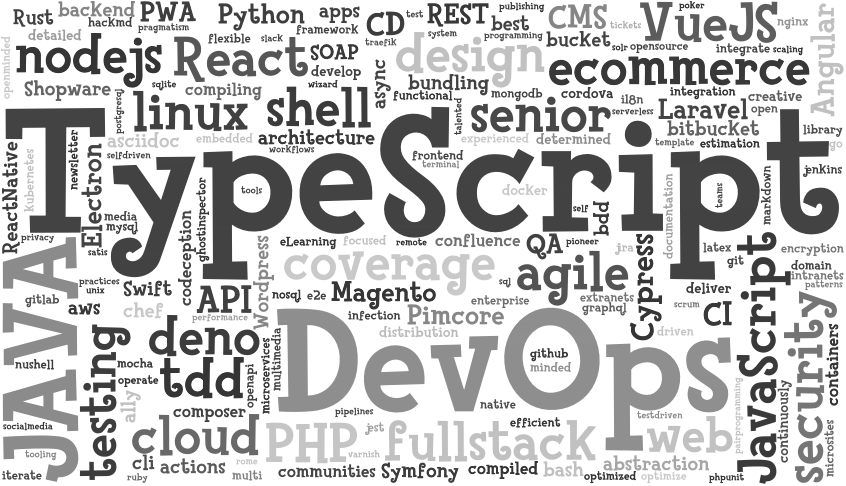 Rust
backend
hackmd
PWA
pragmatism
Python
apps
framework
flexible
slack
CD
traefik
test
REST
system
publishing
best
programming
CMS
bucket
tickets
solr
opensource
VueJS
poker
nginx
integrate
scaling
Angular
openminded
detailed
nodejs
React
SOAP
develop
wizard
async
design
bundling
functional
mongodb
cordova
ecommerce
integration
Shopware
sqlite
compiling
postgresql
linux
shell
talented
senior
i18n
serverless
Laravel
creative
open
bitbucket
template
estimation
library
go
asciidoc
embedded
architecture
workflows
selfdriven
experienced
determined
frontend
terminal
ReactNative
kubernetes
newsletter
Electron
TypeScript
tools
docker
self
bdd
documentation
teams
markdown
jenkins
media
mysql
privacy
satis
codeception
ghostinspector
eLearning
focused
remote
confluence
QA
pioneer
jra
latex
git
encryption
domain
intranets
patterns
JAVA
practices
unix
Swift
Wordpress
coverage
sql
agile
Cypress
deliver
scrum
CI
JavaScript
gitlab
aws
chef
API
performance
nosql
e2e
Magento
infection
Pimcore
enterprise
extranets
graphql
distribution
driven
security
containers
nushell
testing
mocha
operate
ally
deno
tdd
openapi
microservices
multimedia
DevOps
github
minded
native
efficient
testdriven
pairprogramming
continuously
microsites
composer
pipelines
socialmedia
tooling
iterate
cloud
cli
actions
ruby
rome
multi
PHP
varnish
jest
fullstack
web
communities
Symfony
compiled
bash
abstraction
optimized
optimize
phpunit